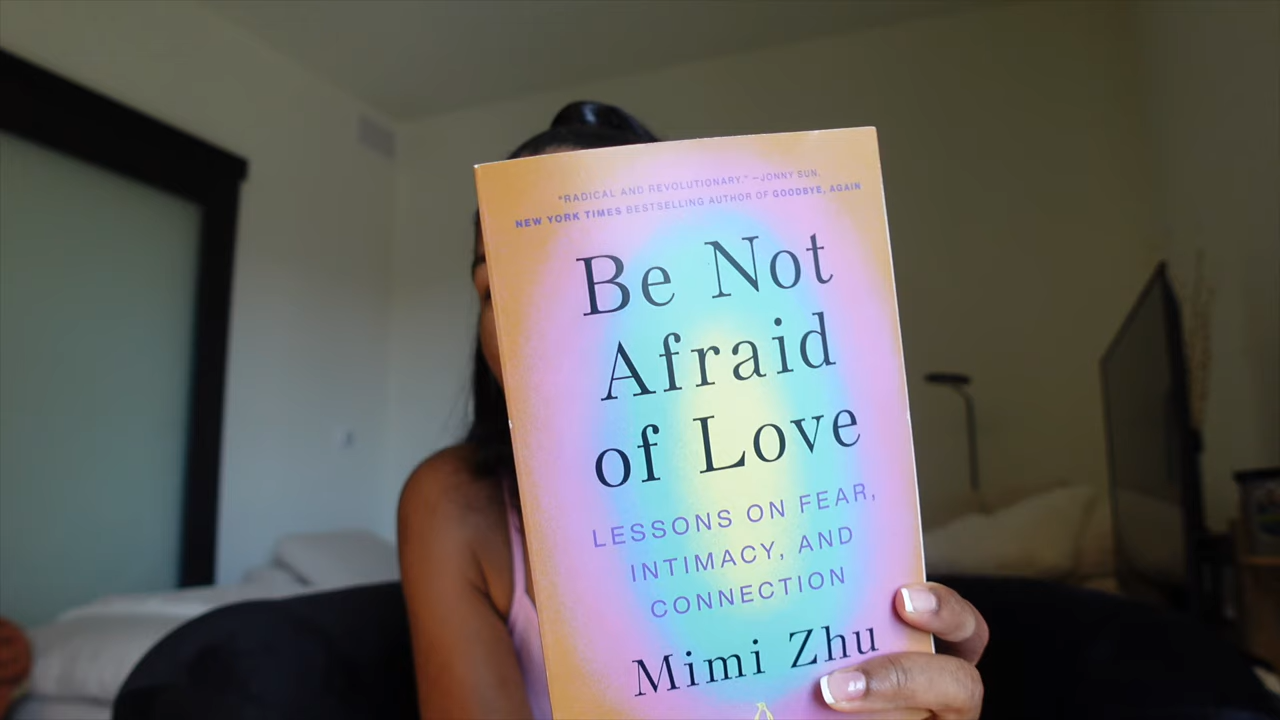 "RADICAL AND REVOLUTIONARY." —JONNY SUN,
NEW YORK TIMES BESTSELLING AUTHOR OF GOODBYE, AGAIN
Be Not
Afraid
of Love
LESSONS ON FEAR,
INTIMACY, AND
CONNECTION
Mimi Zhu